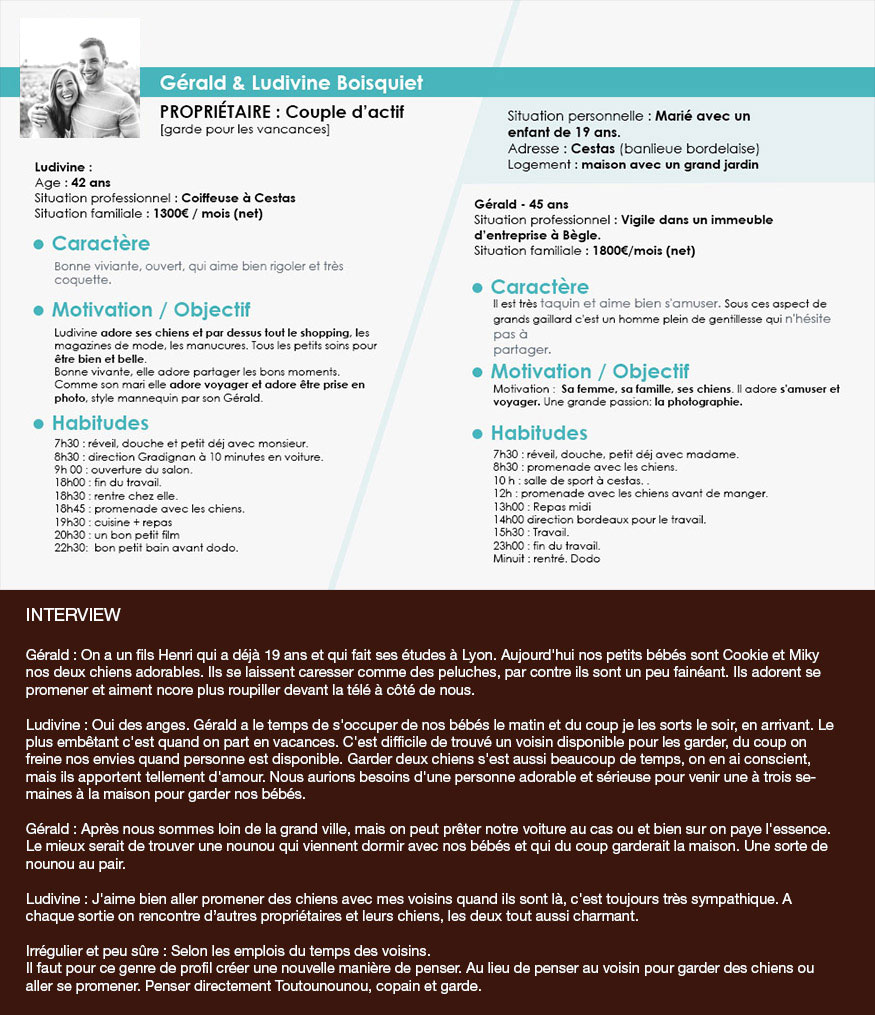 Gérald & Ludivine Boisquiet
PROPRIÉTAIRE : Couple d'actif
[garde pour les vancances]
Situation personnelle : Marié avec un
enfant de 19 ans.
Adresse : Cestas (banlieue bordelaise)
Logement : maison avec un grand jardin
Ludivine :
Age : 42 ans
Situation professionnel : Coiffeuse à Cestas
Situation familiale : 1300€ / mois (net)
Caractère
Bonne viviante, ouvert, qui aime bien rigoler et très
coquette.
Motivation / Objectif
Ludivine adore ses chiens et par dessus tout le shopping, les
magazines de mode, les manucures. Tous les petits soins pour
être bien et belle.
Bonne vivante, elle adore partager les bons moments.
Comme son mari elle adore voyager et adore être prise en
photo, style mannequin par son Gérald.
Habitudes
7h30 : réveil, douche et petit déj avec monsieur.
8h30 : direction Gradignan à 10 minutes en voiture.
9h 00 : ouverture du salon.
18h00 : fin du travail.
18h30 : rentre chez elle.
18h45 : promenade avec les chiens.
19h30 : cuisine + repas
20h30 : un bon petit film
22h30: bon petit bain avant dodo.
Gérald - 45 ans
Situation professionnel : Vigile dans un immeuble
d'entreprise à Bègle.
Situation familiale : 1800€/mois (net)
Caractère
Il est très taquin et aime bien s'amuser. Sous ces aspect de
grands gaillard c'est un homme plein de gentillesse qui n'hésite
pas à
partager.
Motivation / Objectif
Motivation : Sa femme, sa famille, ses chiens. Il adore s'amuser et
voyager. Une grande passion: la photographie.
Habitudes
7h30 : réveil, douche, petit déj avec madame.
8h30 : promenade avec les chiens.
10 h : salle de sport à cestas. .
12h : promenade avec les chiens avant de manger.
13h00 : Repas midi
14h00 direction bordeaux pour le travail.
15h30 : Travail.
23h00 : fin du travail.
Minuit : rentré. Dodo
INTERVIEW
Gérald : On a un fils Henri qui a déjà 19 ans et qui fait ses études à Lyon. Aujourd'hui nos petits bébés sont Cookie et Miky
nos deux chiens adorables. Ils se laissent caresser comme des peluches, par contre ils sont un peu fainéant. Ils adorent se
promener et aiment ncore plus roupiller devant la télé à côté de nous.
Ludivine : Oui des anges. Gérald a le temps de s'occuper de nos bébés le matin et du coup je les sorts le soir, en arrivant. Le
plus embêtant c'est quand on part en vacances. C'est difficile de trouvé un voisin disponible pour les garder, du coup on
freine nos envies quand personne est disponible. Garder deux chiens s'est aussi beaucoup de temps, on en ai conscient,
mais ils apportent tellement d'amour. Nous aurions besoins d'une personne adorable et sérieuse pour venir une à trois se-
maines à la maison pour garder nos bébés.
Gérald : Après nous sommes loin de la grand ville, mais on peut prêter notre voiture au cas ou et bien sur on paye l'essence.
Le mieux serait de trouver une nounou qui viennent dormir avec nos bébés et qui du coup garderait la maison. Une sorte de
nounou au pair.
Ludivine : J'aime bien aller promener des chiens avec mes voisins quand ils sont là, c'est toujours très sympathique. A
chaque sortie on rencontre d'autres propriétaires et leurs chiens, les deux tout aussi charmant.
Irrégulier et peu sûre : Selon les emplois du temps des voisins.
Il faut pour ce genre de profil créer une nouvelle manière de penser. Au lieu de penser au voisin pour garder des chiens ou
aller se promener. Penser directement Toutounounou, copain et garde.